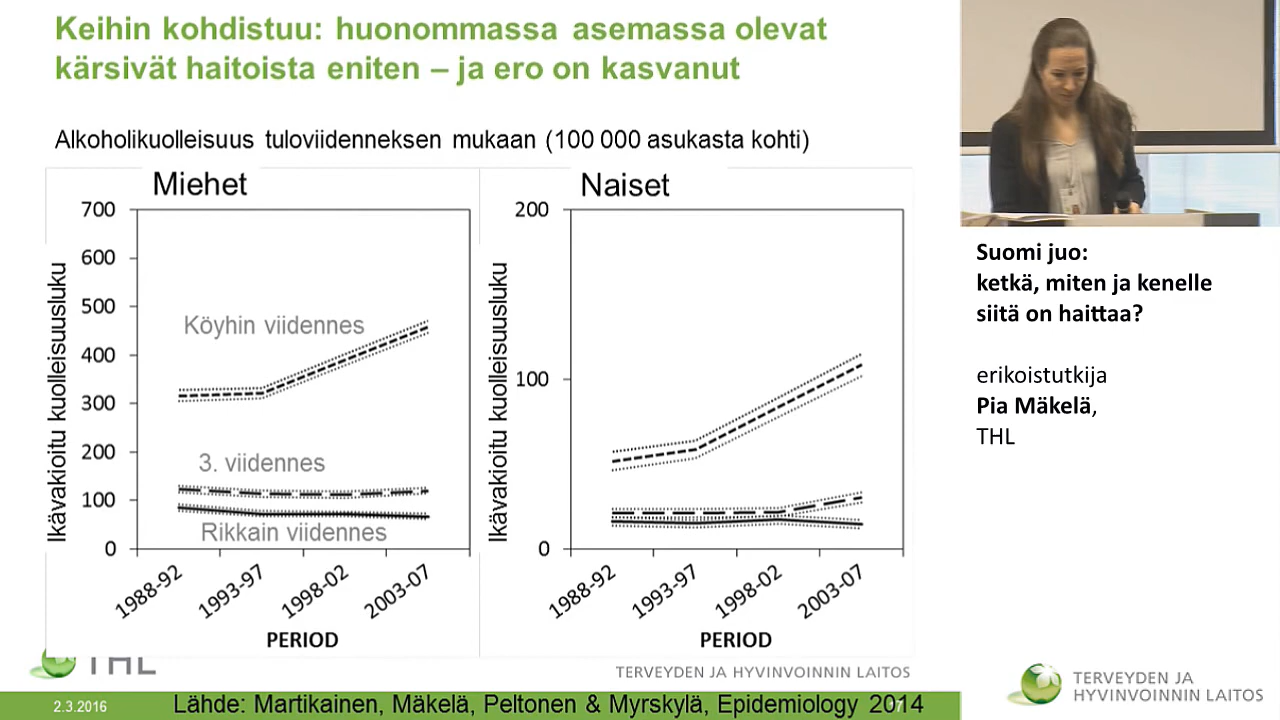 Keihin kohdistuu: huonommassa asemassa olevat
kärsivät haitoista eniten – ja ero on kasvanut
Alkoholikuolleisuus tuloviidenneksen mukaan (100 000 asukasta kohti)
Miehet
Ikävakioitu kuolleisuusluku
700
600
500
400
300
200
100
0
Köyhin viidennes
3. viidennes
Rikkain viidennes
1988-92
1993-97
1998-02
2003-07
PERIOD
Naiset
Ikävakioitu kuolleisuusluku
200
100
0
1988-92
1993-97
1998-02
2003-07
PERIOD
THL
TERVEYDEN JA HYVINVOINNIN LAITOS
2.3.2016
Lähde: Martikainen, Mäkelä, Peltonen & Myrskylä, Epidemiology 2014
Suomi juo:
ketkä, miten ja kenelle
siitä on haittaa?
erikoistutkija
Pia Mäkelä,
THL
TERVEYDEN JA
HYVINVOINNIN LAITOS